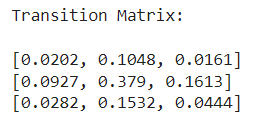 Transition Matrix:
[0.0202, 0.1048, 0.0161]
[0.0927, 0.379, 0.1613]
[0.0282, 0.1532, 0.0444]